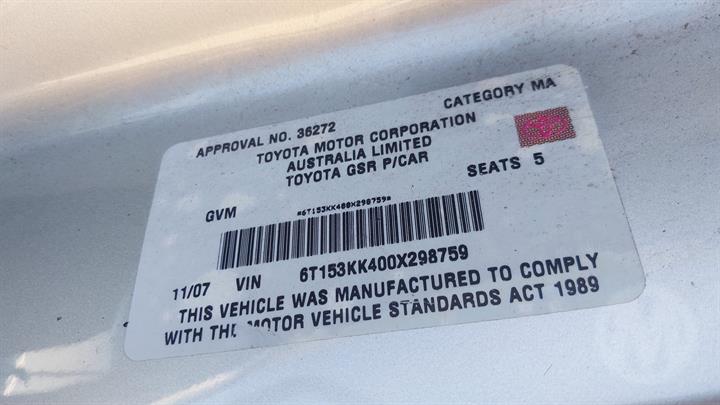 APPROVAL NO. 36272 CATEGORY MA
TOYOTA MOTOR CORPORATION
AUSTRALIA LIMITED
TOYOTA GSR P/CAR
SEATS 5
GVM
*6T153KK400X298759*
11/07 VIN 6T153KK400X298759
THIS VEHICLE WAS MANUFACTURED TO COMPLY
WITH THE MOTOR VEHICLE STANDARDS ACT 1989